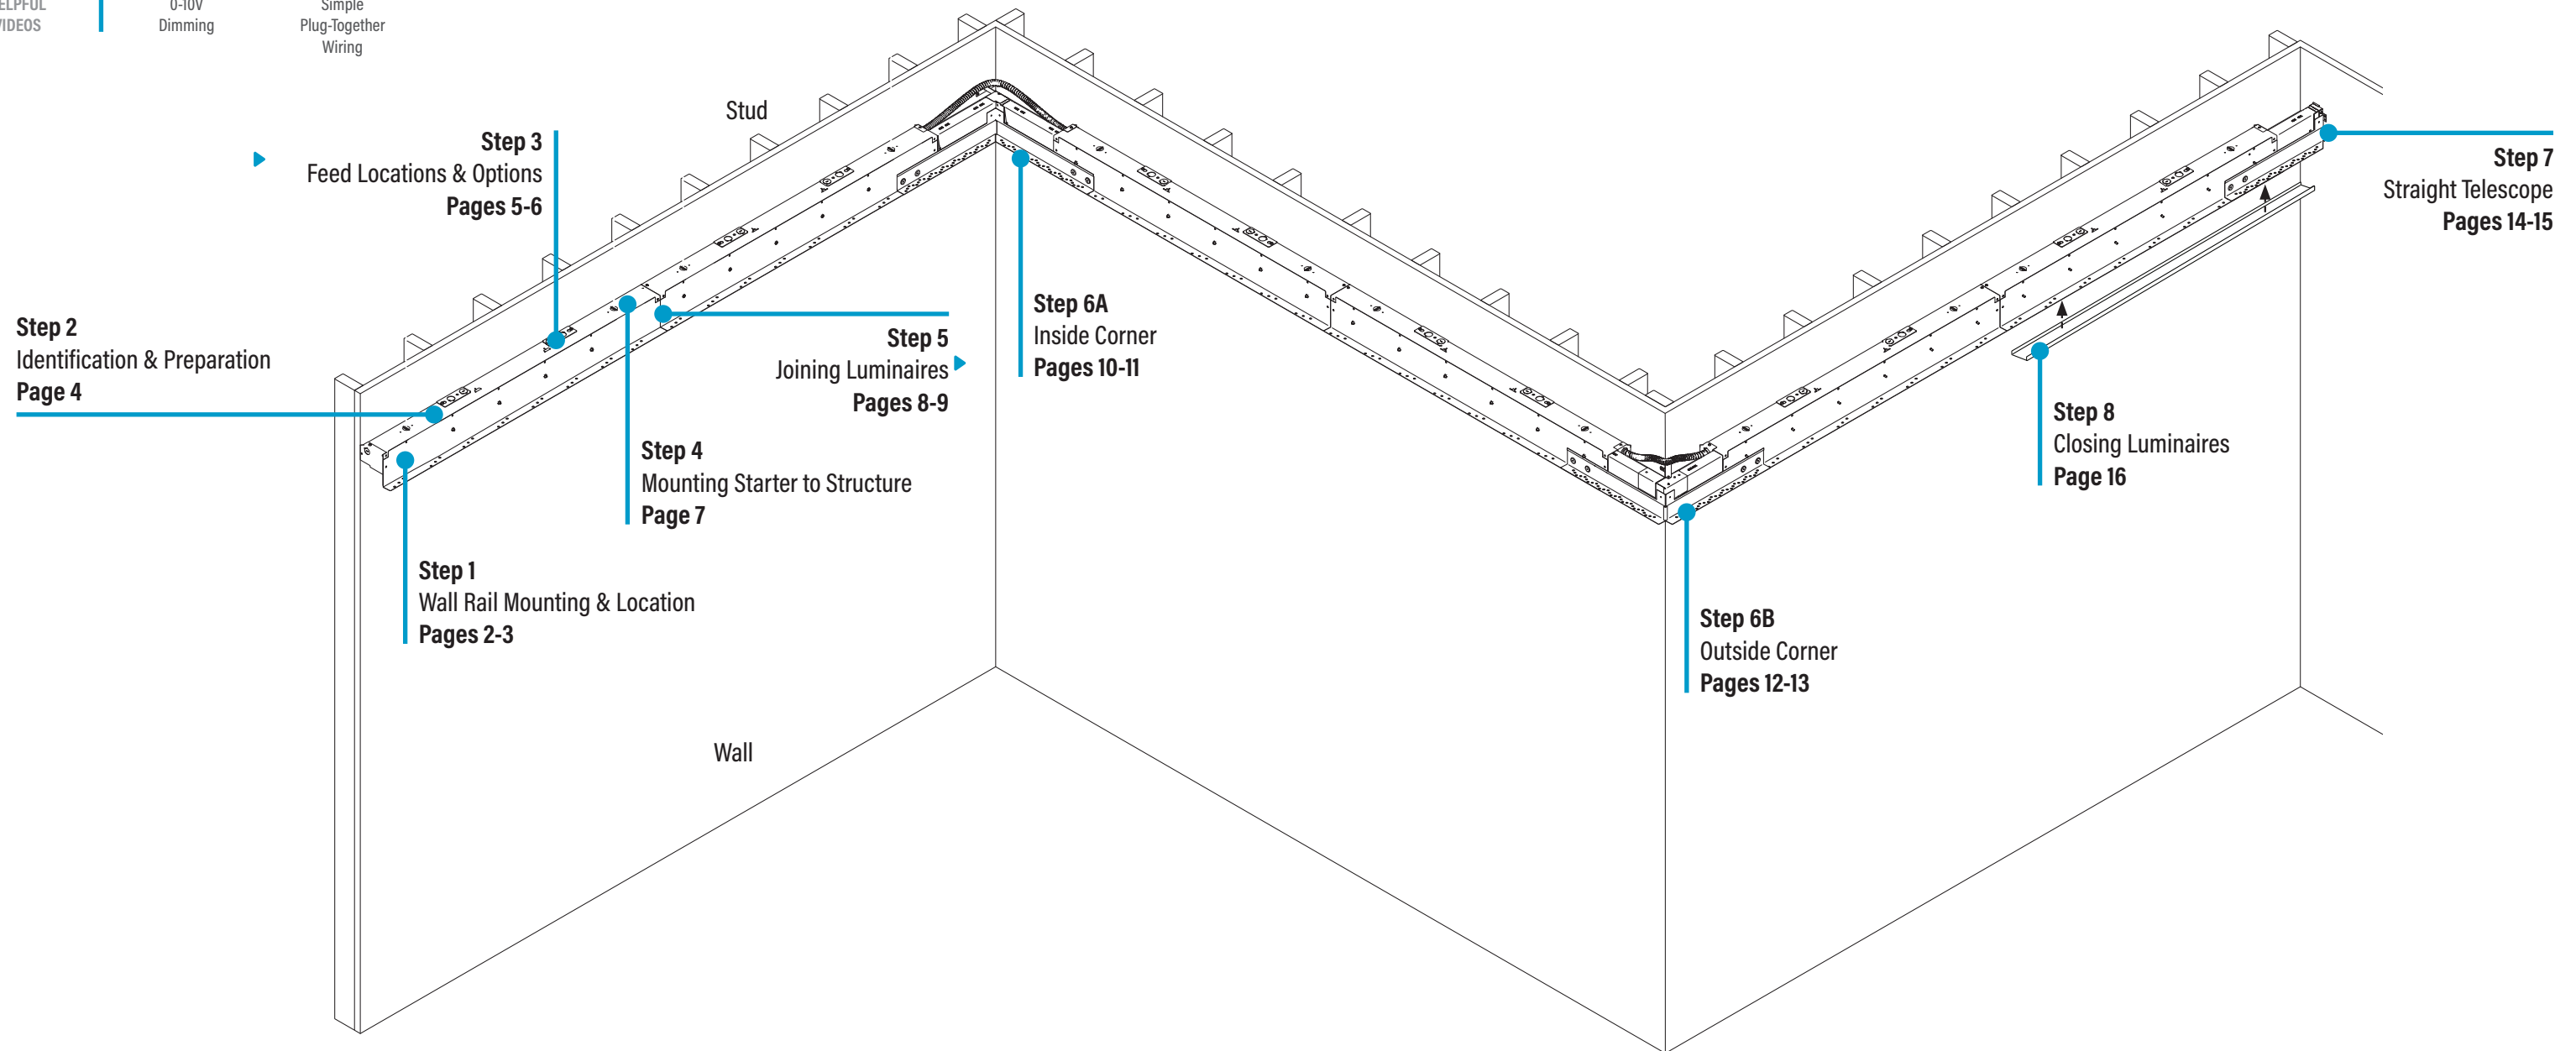 VIDEOS
0-10V
Dimming
Simple
Plug-Together
Wiring
Stud
Step 3
Feed Locations & Options
Pages 5-6
Step 7
Straight Telescope
Pages 14-15
Step 2
Identification & Preparation
Page 4
Step 5
Joining Luminaires
Pages 8-9
Step 6A
Inside Corner
Pages 10-11
Step 4
Mounting Starter to Structure
Page 7
Step 8
Closing Luminaires
Page 16
Step 1
Wall Rail Mounting & Location
Pages 2-3
Step 6B
Outside Corner
Pages 12-13
Wall